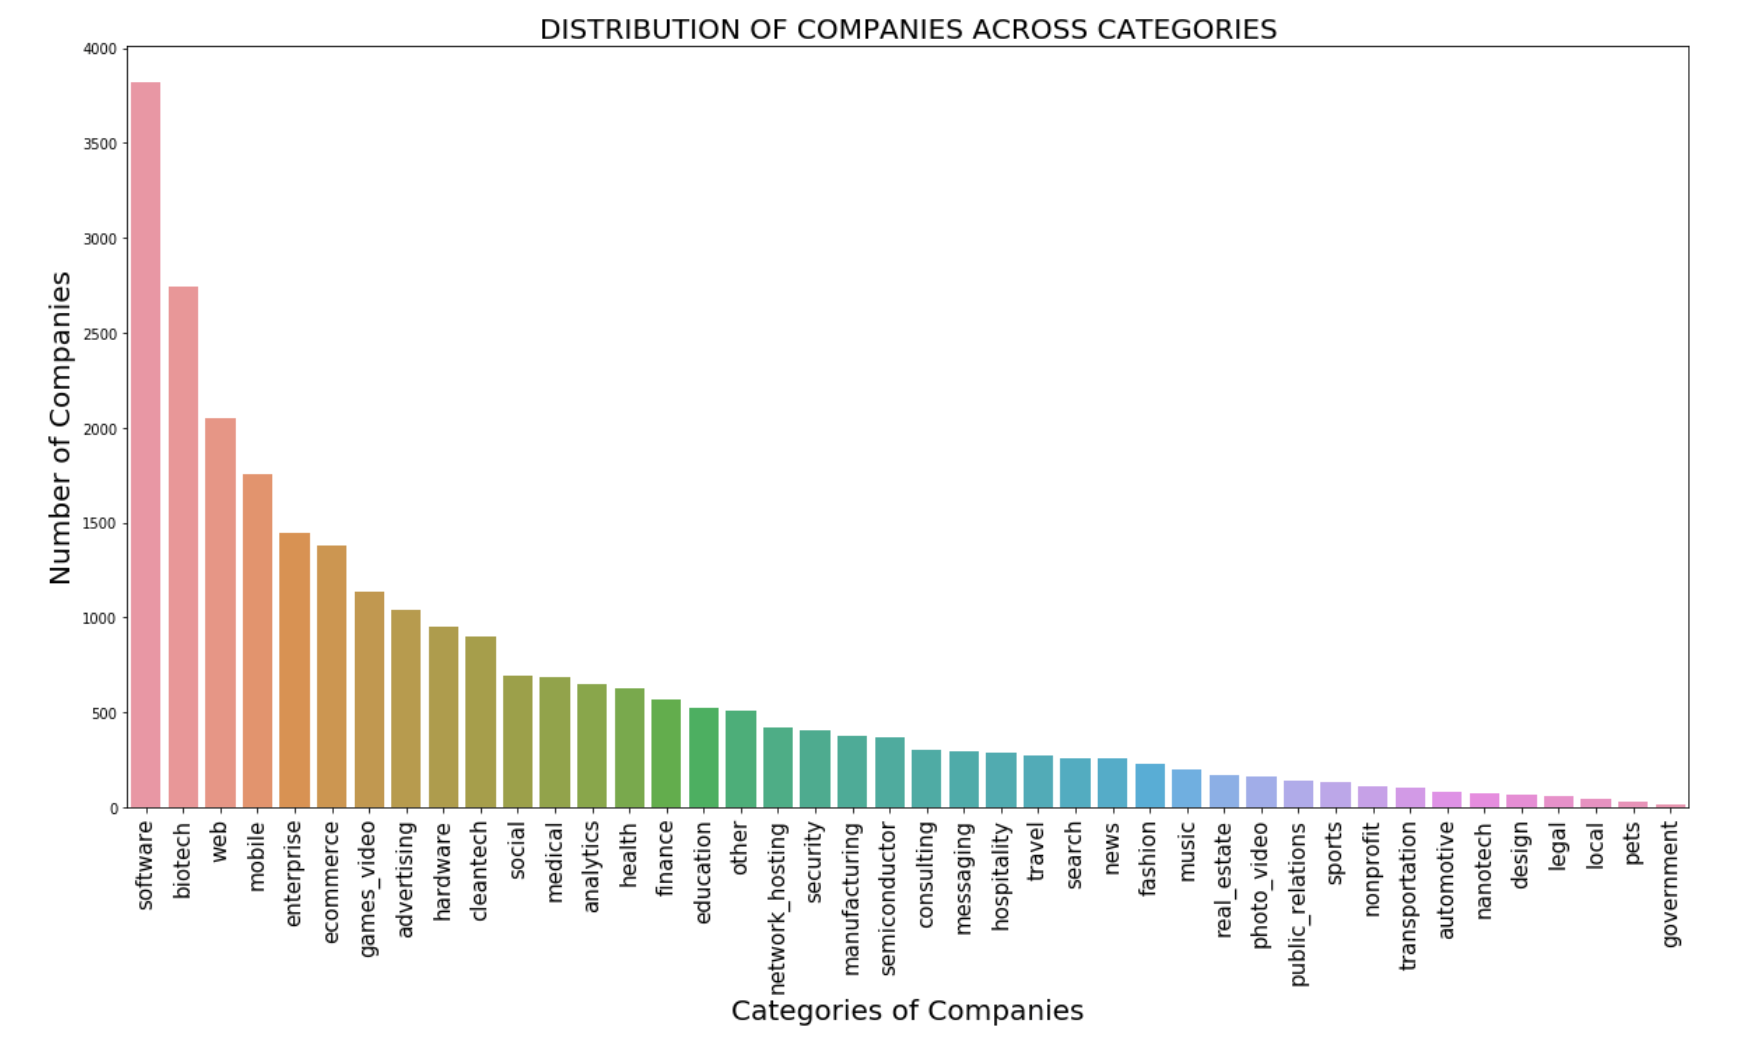 DISTRIBUTION OF COMPANIES ACROSS CATEGORIES
4000
3500
3000
2500
2000
1500
1000
500
0
Number of Companies
software
biotech
web
mobile
enterprise
ecommerce
games_video
advertising
hardware
cleantech
social
medical
analytics
health
finance
education
other
network_hosting
security
manufacturing
semiconductor
consulting
messaging
hospitality
travel
search
news
fashion
music
real_estate
photo_video
public_relations
sports
nonprofit
transportation
automotive
nanotech
design
legal
local
pets
government
Categories of Companies